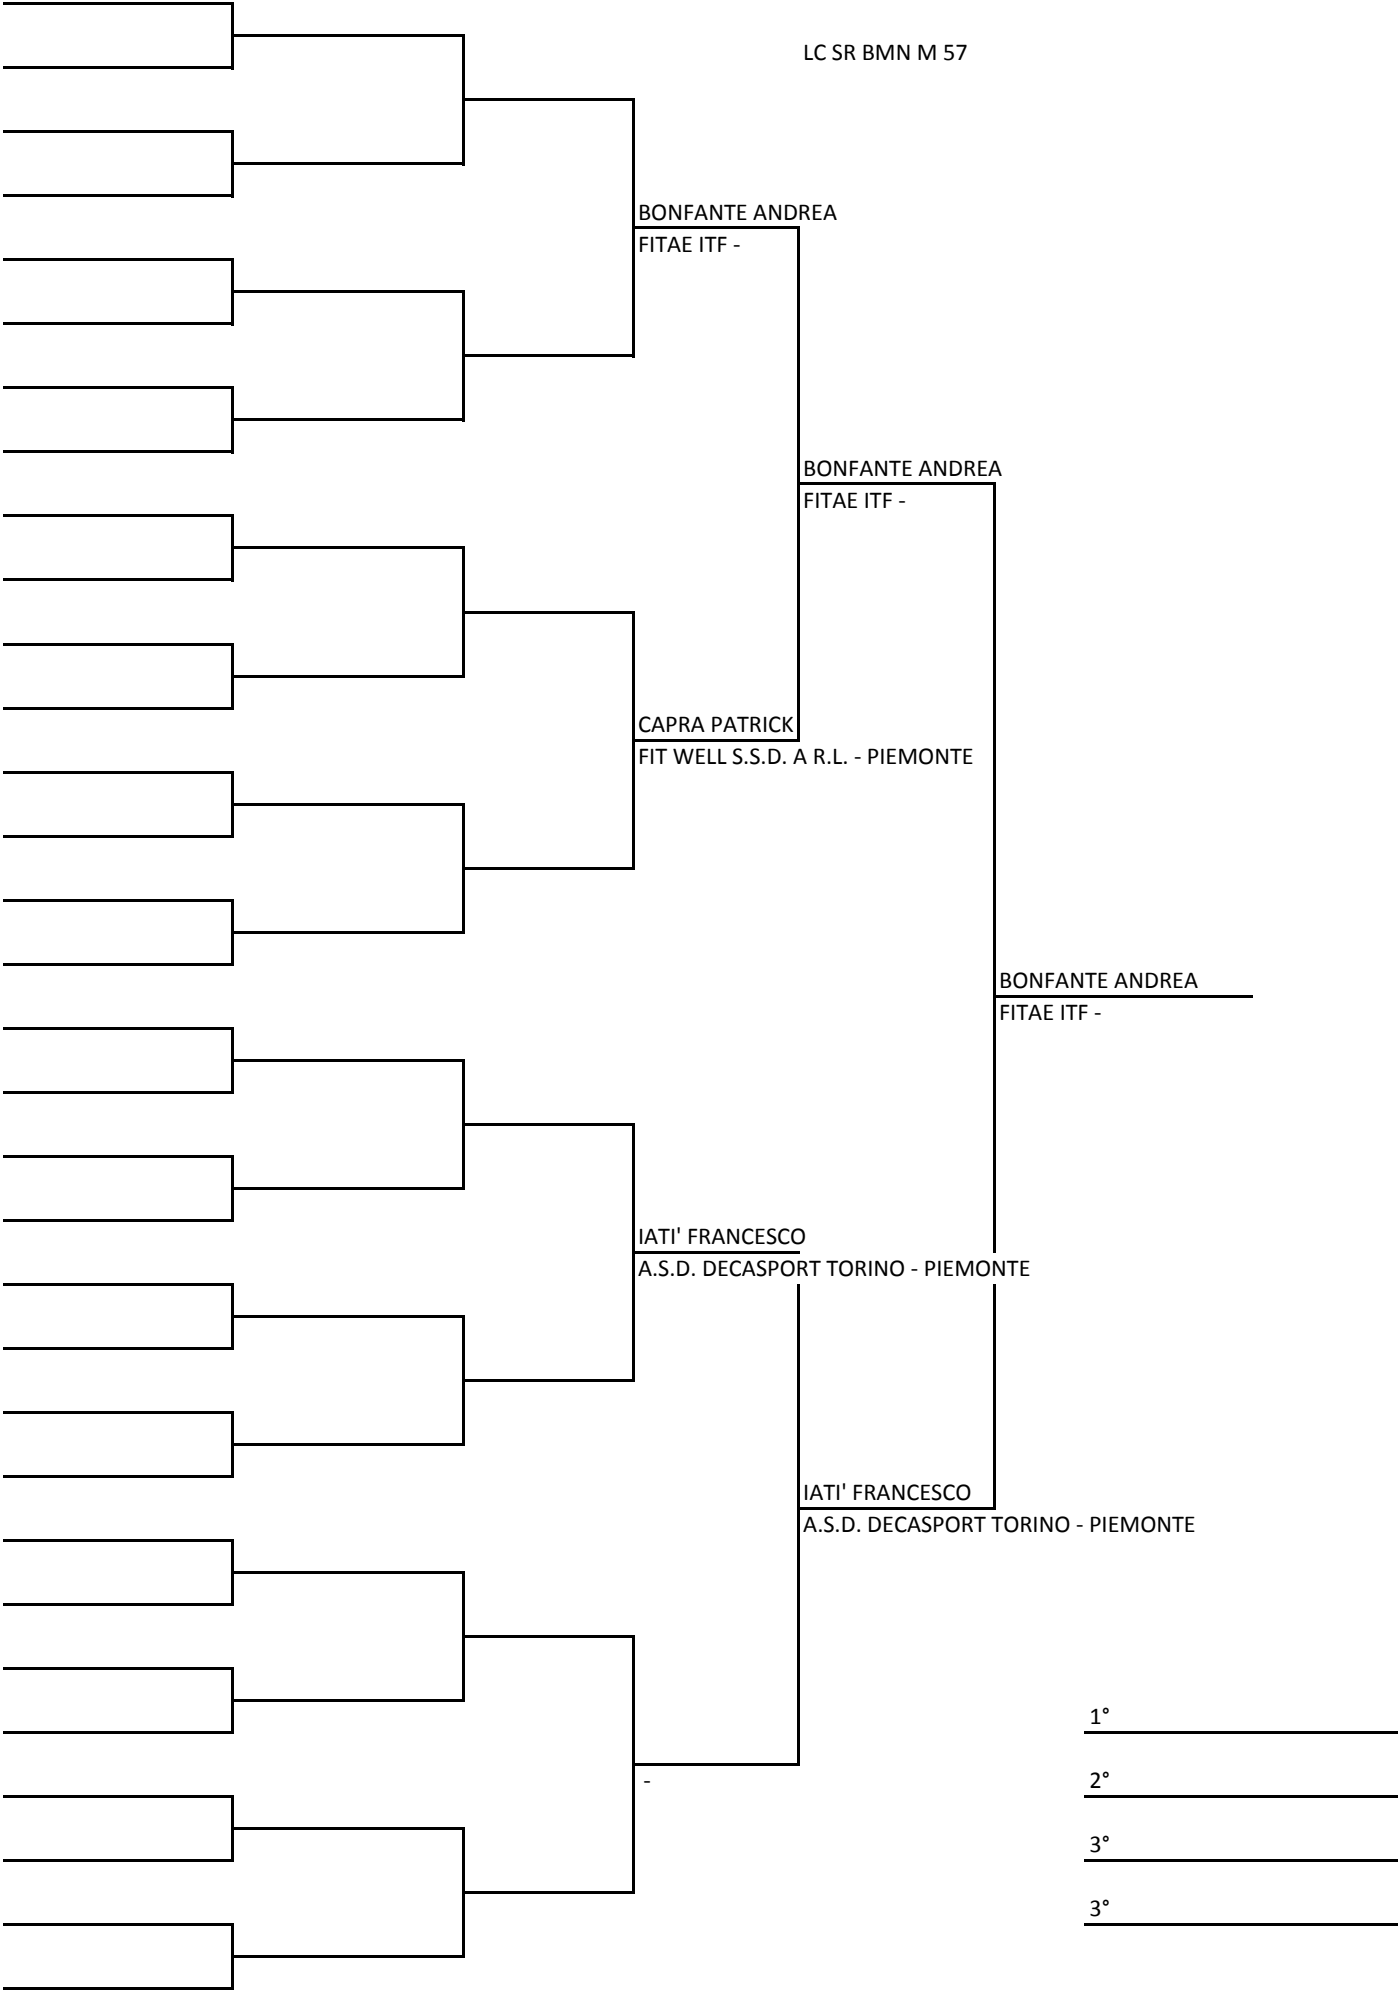 LC SR BMN M 57
BONFANTE ANDREA
FITAE ITF -
BONFANTE ANDREA
FITAE ITF -
CAPRA PATRICK
FIT WELL S.S.D. A R.L. - PIEMONTE
BONFANTE ANDREA
FITAE ITF -
IATI' FRANCESCO
A.S.D. DECASPORT TORINO - PIEMONTE
IATI' FRANCESCO
A.S.D. DECASPORT TORINO - PIEMONTE
1°
-
2°
3°
3°